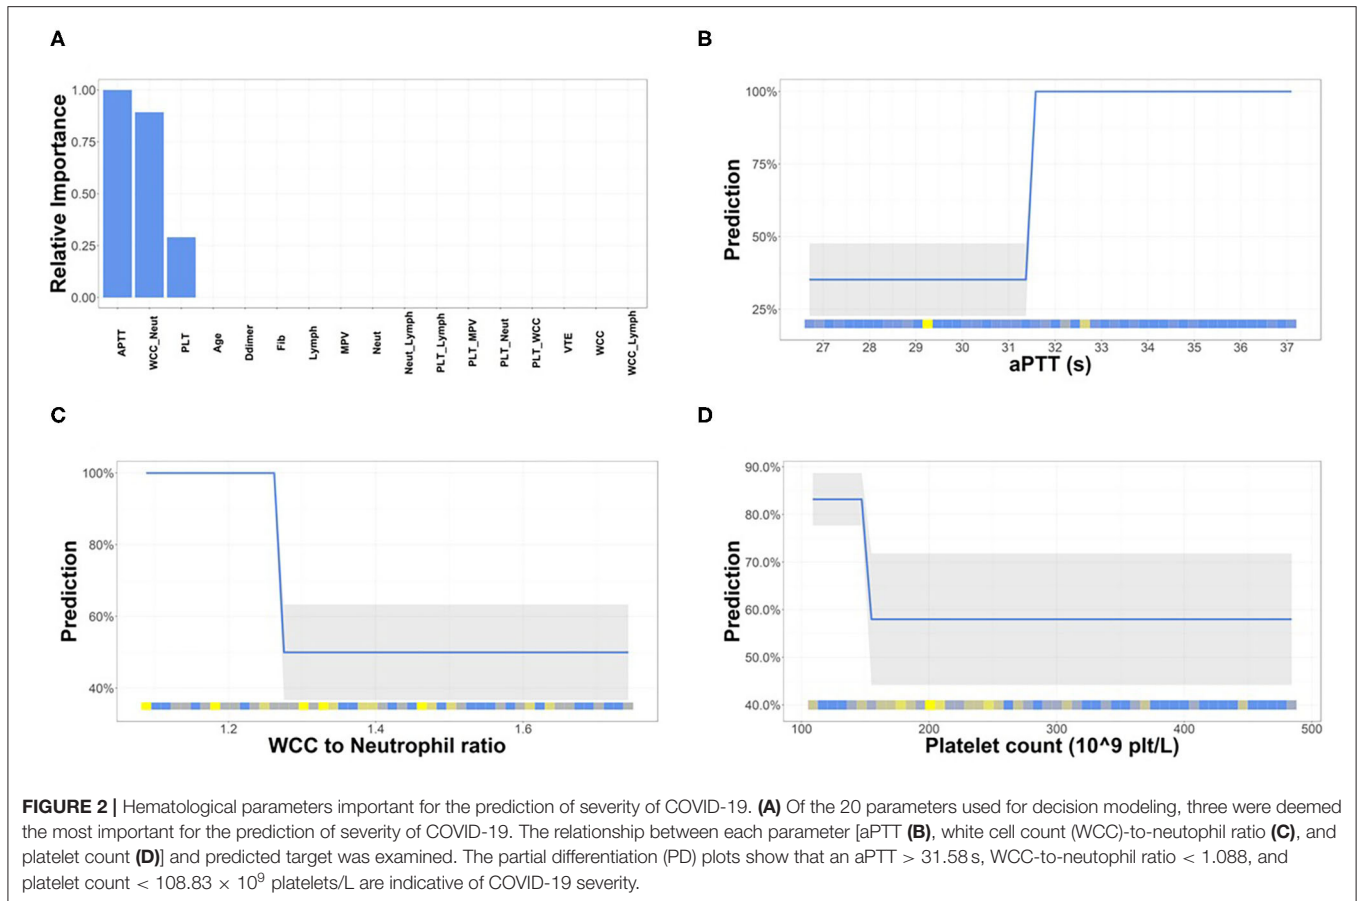 A
Relative Importance
1.00
0.75
0.50
0.25
0.00
APTT
WCC_Neut
PLT
Age
Ddimer
Fib
Lymph
MPV
Neut
Neut_Lymph
PLT_Lymph
PLT_MPV
PLT_Neut
PLT_WCC
VTE
WCC
WCC_Lymph
B
Prediction
100%
75%
50%
25%
27 28 29 30 31 32 33 34 35 36 37
aPTT (s)
C
Prediction
100%
80%
60%
40%
1.2 1.4 1.6
WCC to Neutrophil ratio
D
Prediction
90.0%
80.0%
70.0%
60.0%
50.0%
40.0%
100 200 300 400 500
Platelet count (10^9 plt/L)
FIGURE 2 | Hematological parameters important for the prediction of severity of COVID-19. (A) Of the 20 parameters used for decision modeling, three were deemed
the most important for the prediction of severity of COVID-19. The relationship between each parameter [aPTT (B), white cell count (WCC)-to-neutophil ratio (C), and
platelet count (D)] and predicted target was examined. The partial differentiation (PD) plots show that an aPTT > 31.58 s, WCC-to-neutophil ratio < 1.088, and
platelet count < 108.83 × 10⁹ platelets/L are indicative of COVID-19 severity.